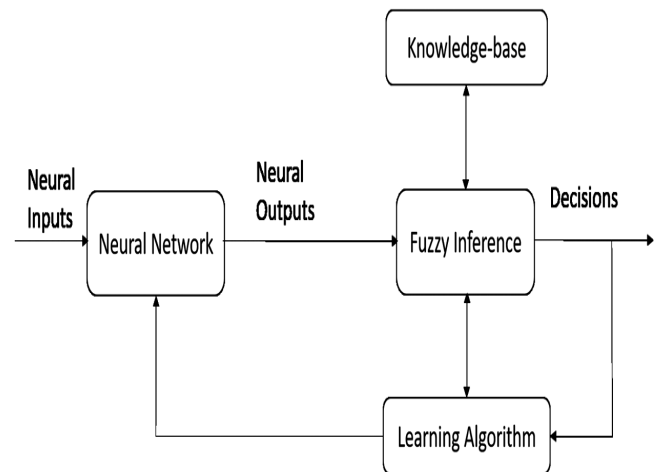 Knowledge-base
Neural
Inputs
Neural Network
Neural
Outputs
Fuzzy Inference
Decisions
Learning Algorithm